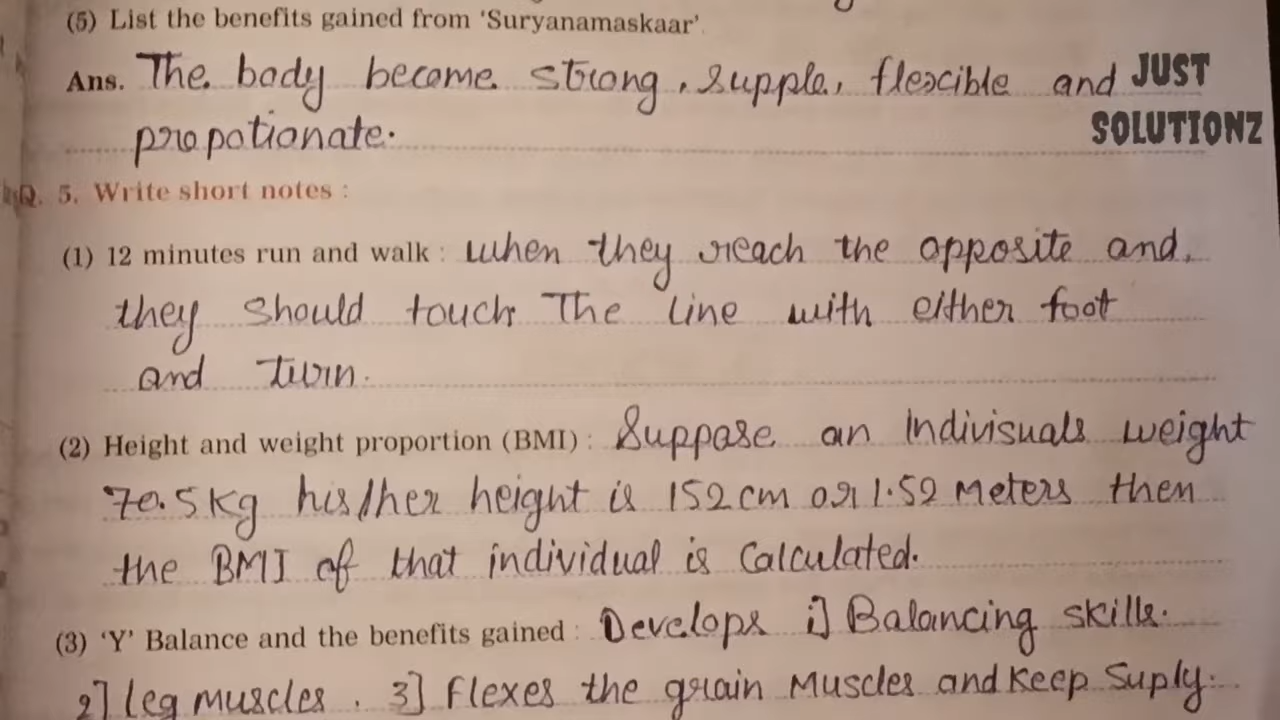 (5) List the benefits gained from ‘Suryanamaskaar’
Ans. The body become strong, supple, flexcible and
propotionate.
JUST
SOLUTIONZ
Q. 5. Write short notes :
(1) 12 minutes run and walk : when they reach the opposite and,
they should touch The line with either foot
and turn.
(2) Height and weight proportion (BMI) : Suppose an Indivisuals weight
70.5 Kg his/her height is 152 cm or 1.52 Meters then
the BMI of that individual is Calculated.
(3) ‘Y’ Balance and the benefits gained : Develops i] Balancing skills.
2] leg muscles. 3] Flexes the grain Muscles and Keep Suply.